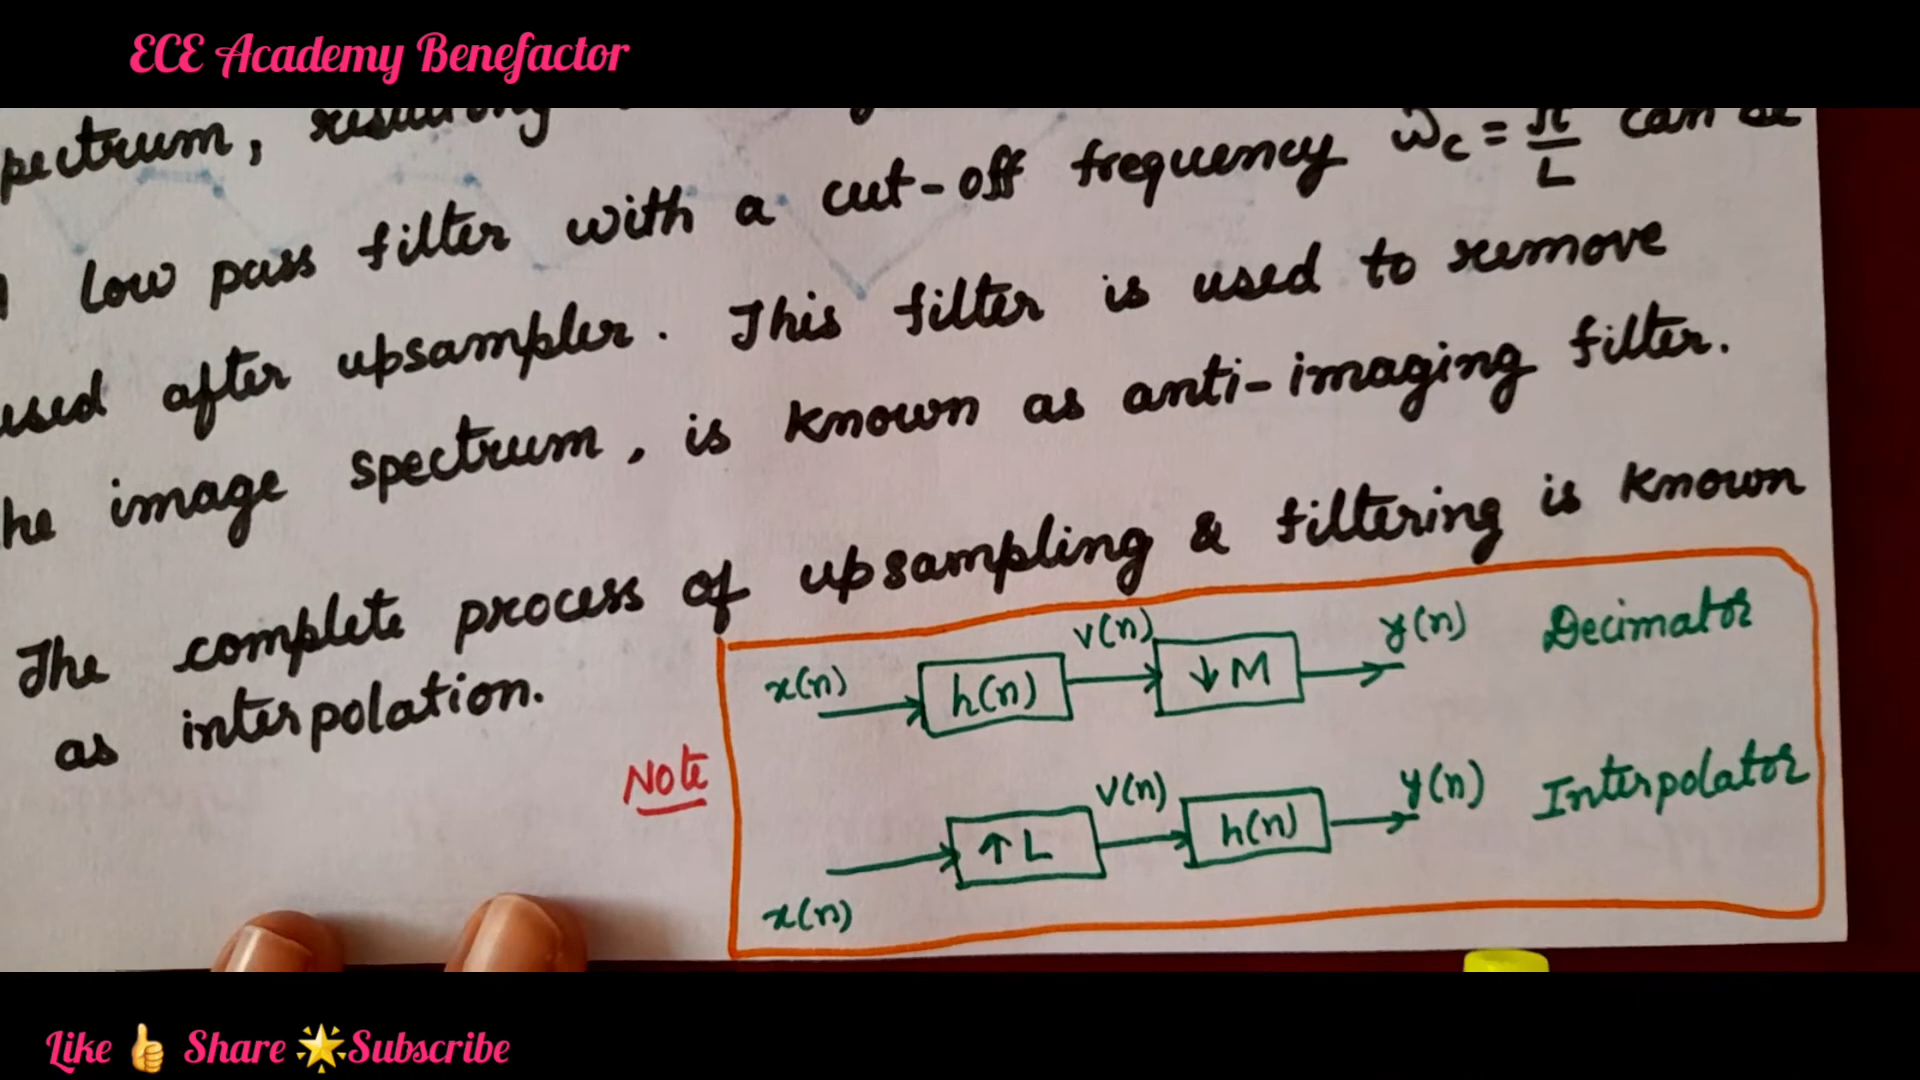 ECE Academy Benefactor
pectrum, resulting
low pass filter with a cut-off frequency ωc = π/L can be
used after upsampler. This filter is used to remove
he image spectrum, is known as anti-imaging filter.
The complete process of upsampling & filtering is known
as interpolation.
Note
x(n) h(n) v(n) ↓M y(n) Decimator
x(n) ↑L v(n) h(n) y(n) Interpolator
Like 👍 Share 🌟Subscribe